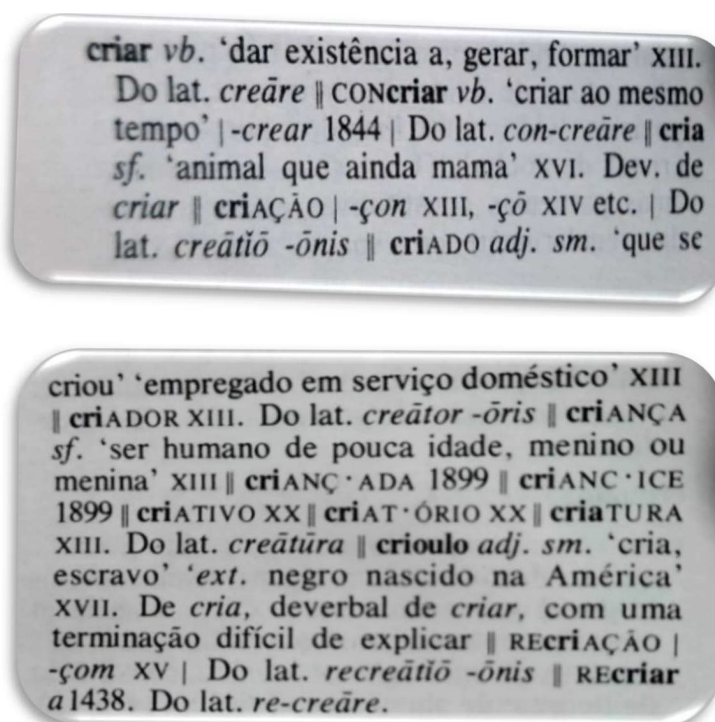 criar vb. ‘dar existência a, gerar, formar’ XIII.
Do lat. creāre || CONcriar vb. ‘criar ao mesmo
tempo’ | -crear 1844 | Do lat. con-creāre || cria
sf. ‘animal que ainda mama’ XVI. Dev. de
criar || criAÇÃO | -çon XIII, -çõ XIV etc. | Do
lat. creātĭō -ōnis || criADO adj. sm. ‘que se
criou’ ‘empregado em serviço doméstico’ XIII
|| criADOR XIII. Do lat. creātor -ōris || criANÇA
sf. ‘ser humano de pouca idade, menino ou
menina’ XIII || criANÇ·ADA 1899 || criANC·ICE
1899 || criATIVO XX || criAT·ÓRIO XX || criaTURA
XIII. Do lat. creātūra || crioulo adj. sm. ‘cria,
escravo’ ‘ext. negro nascido na América’
XVII. De cria, deverbal de criar, com uma
terminação difícil de explicar || REcriAÇÃO |
-çom XV | Do lat. recreātĭō -ōnis || REcriar
a1438. Do lat. re-creāre.